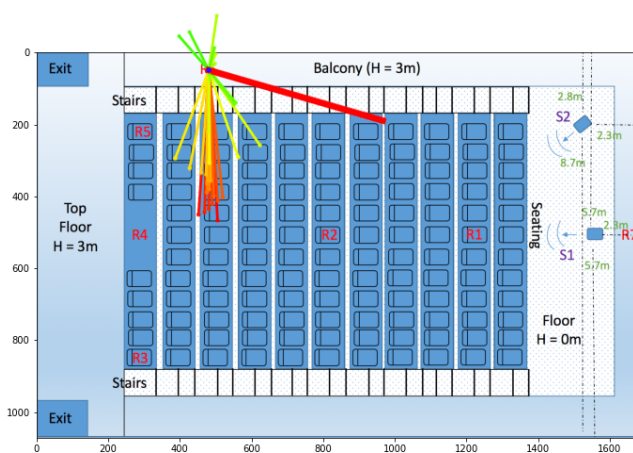 0
200
400
600
800
1000
Exit
Balcony (H = 3m)
Stairs
R5
2.8m
S2
2.3m
8.7m
Top
Floor
H = 3m
R4
R2
R1
Seating
5.7m
2.3m
S1
R7
5.7m
Floor
H = 0m
R3
Stairs
Exit
0
200
400
600
800
1000
1200
1400
1600